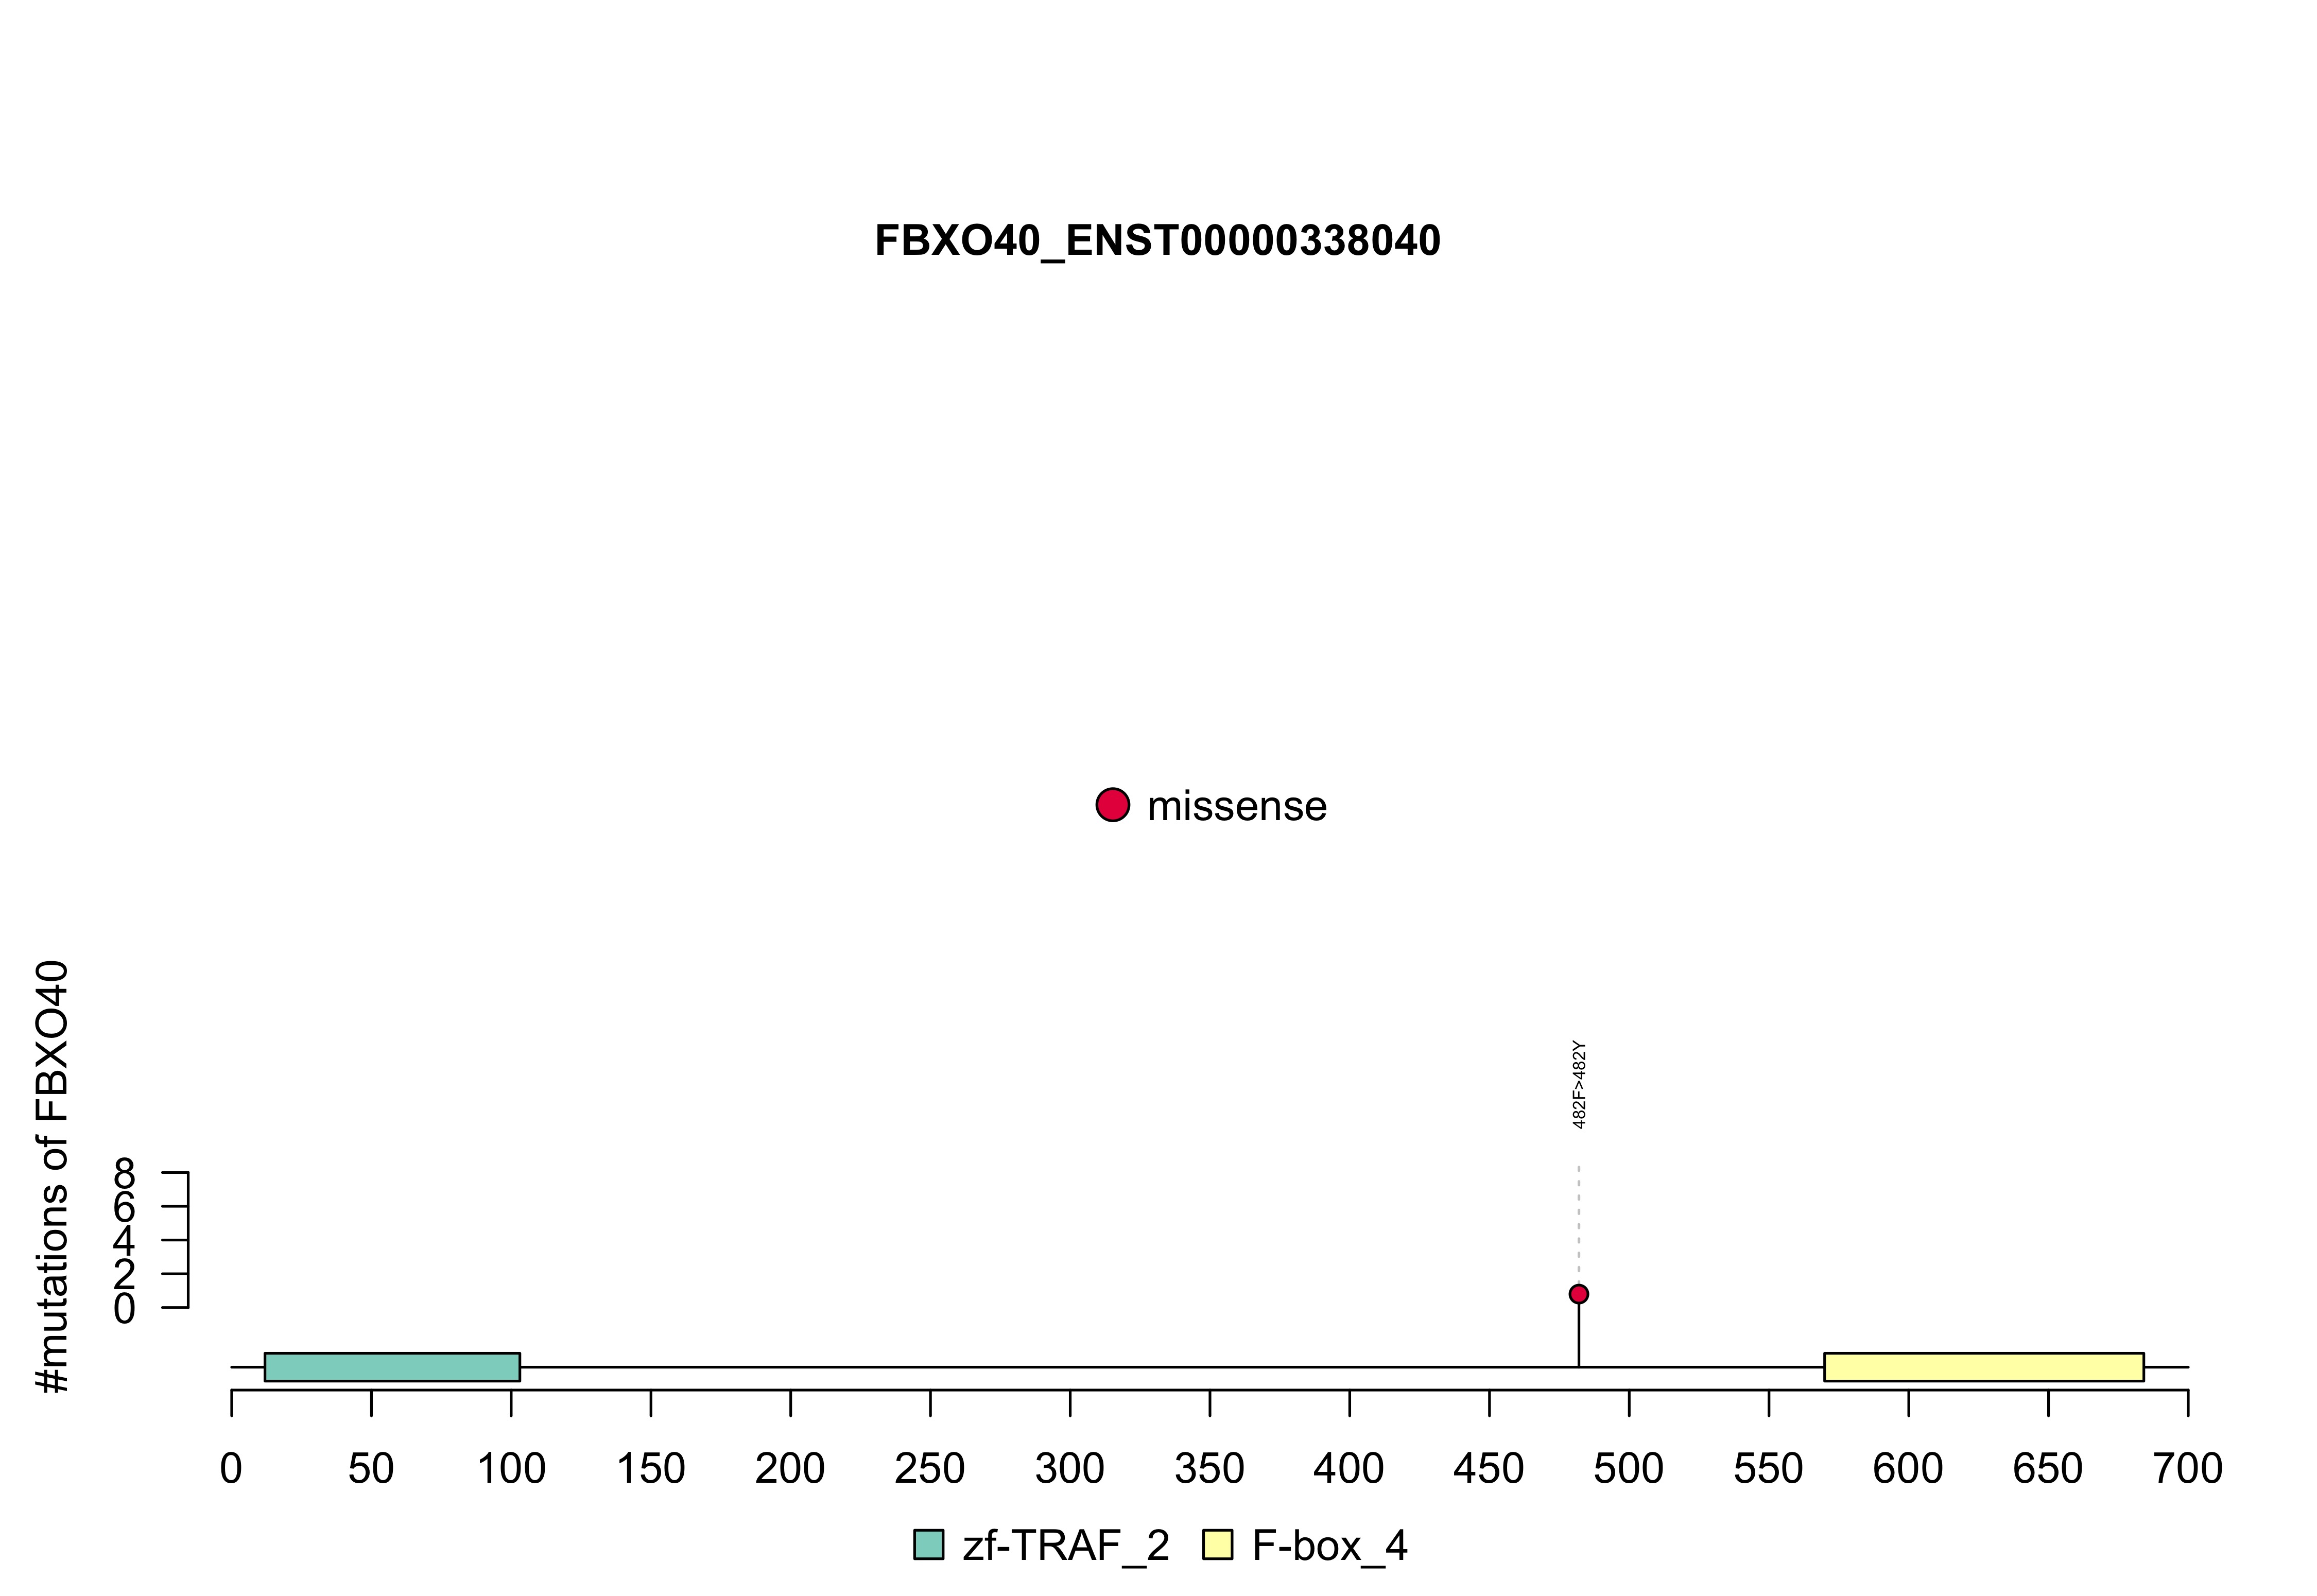 FBXO40_ENST00000338040
missense
#mutations of FBXO40
482F>482Y
8
6
4
2
0
0 50 100 150 200 250 300 350 400 450 500 550 600 650 700
zf-TRAF_2 F-box_4